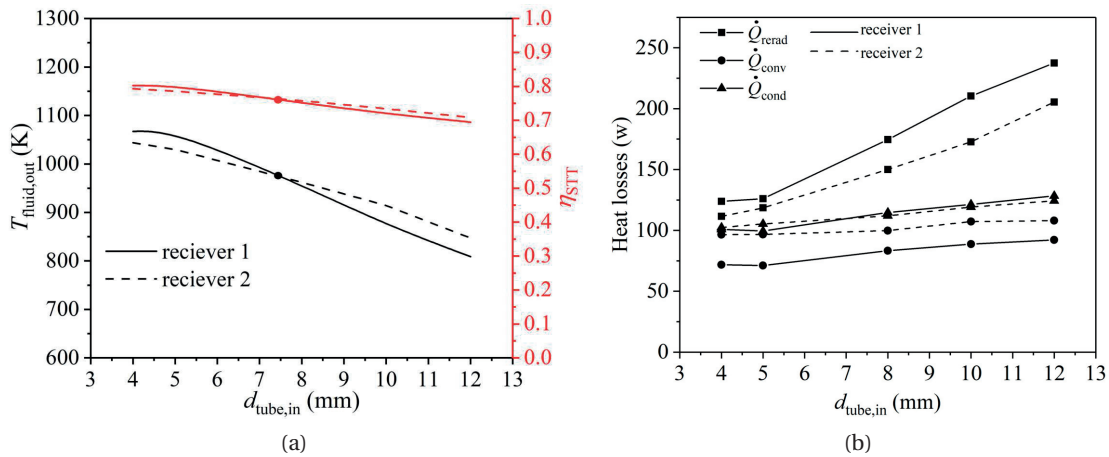 1300
1200
1100
1000
900
800
700
600
T_fluid,out (K)
1.0
0.9
0.8
0.7
0.6
0.5
0.4
0.3
0.2
0.1
0.0
η_STT
reciever 1
reciever 2
3 4 5 6 7 8 9 10 11 12 13
d_tube,in (mm)
(a)
250
200
150
100
50
0
Heat losses (w)
Q̇_rerad
Q̇_conv
Q̇_cond
receiver 1
receiver 2
3 4 5 6 7 8 9 10 11 12 13
d_tube,in (mm)
(b)